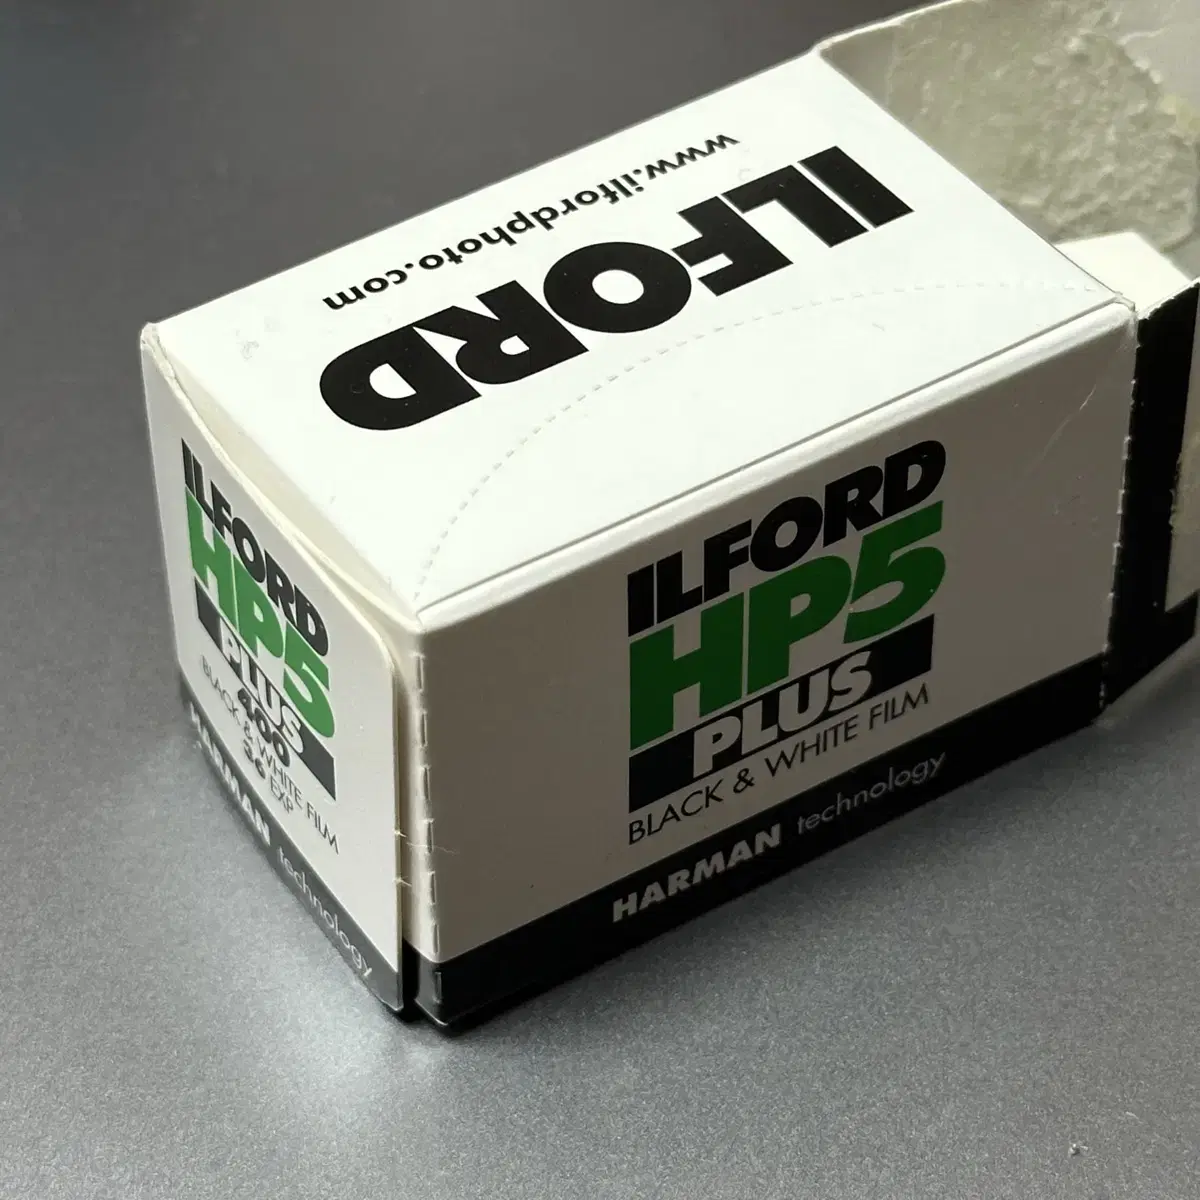 www.ilfordphoto.com
ILFORD
ILFORD
HP5
PLUS
400
BLACK & WHITE FILM
36 EXP
HARMAN technology
ILFORD
HP5
PLUS
BLACK & WHITE FILM
HARMAN technology